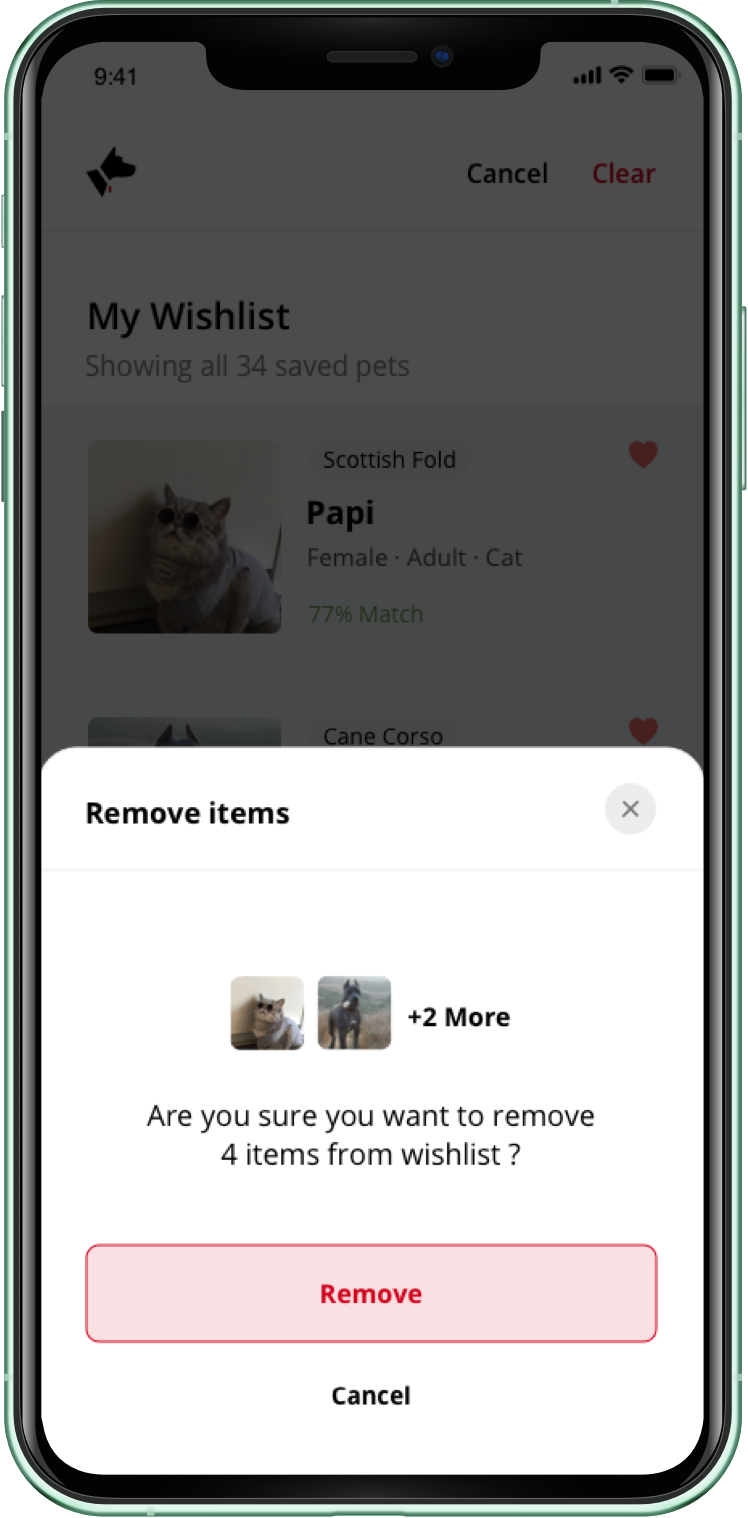 9:41
Cancel Clear
My Wishlist
Showing all 34 saved pets
Scottish Fold
Papi
Female · Adult · Cat
77% Match
Cane Corso
Remove items
+2 More
Are you sure you want to remove
4 items from wishlist ?
Remove
Cancel